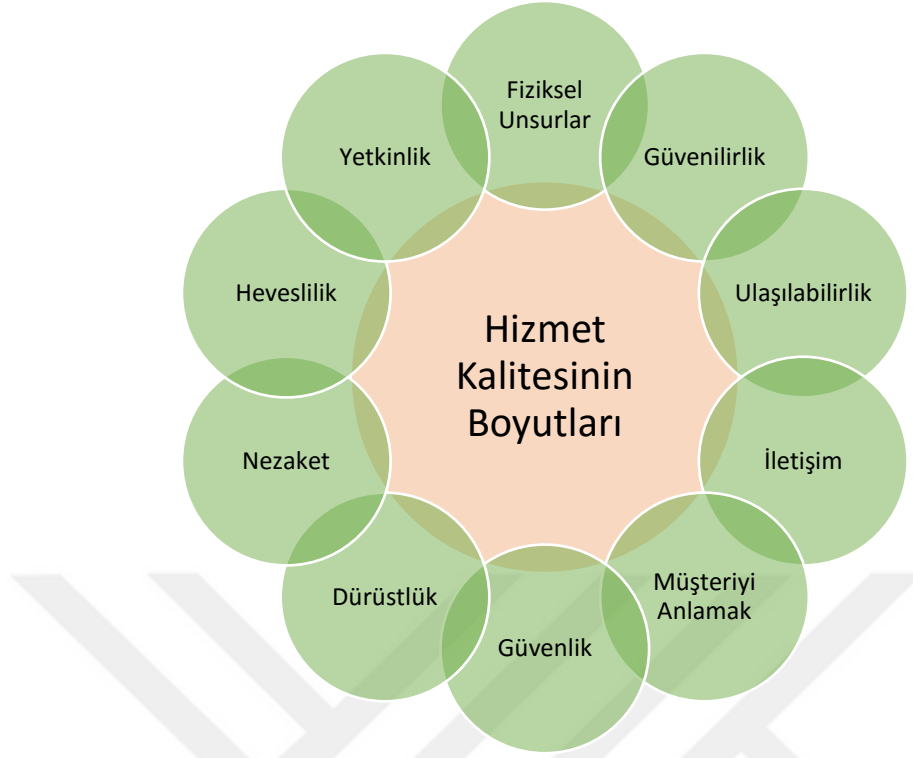 Fiziksel
Unsurlar
Güvenilirlik
Ulaşılabilirlik
İletişim
Müşteriyi
Anlamak
Güvenlik
Dürüstlük
Nezaket
Heveslilik
Yetkinlik
Hizmet
Kalitesinin
Boyutları